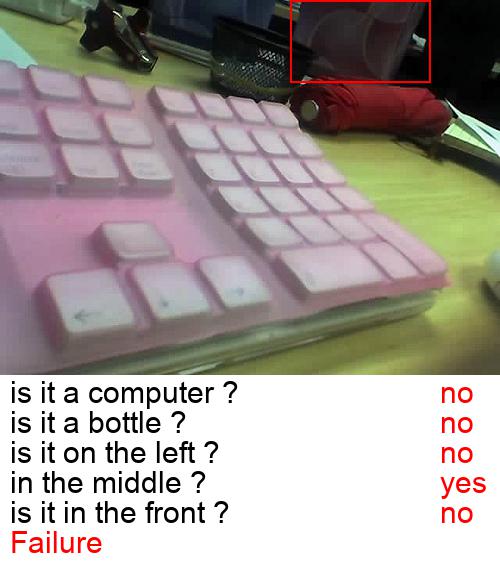 is it a computer ? no
is it a bottle ? no
is it on the left ? no
in the middle ? yes
is it in the front ? no
Failure